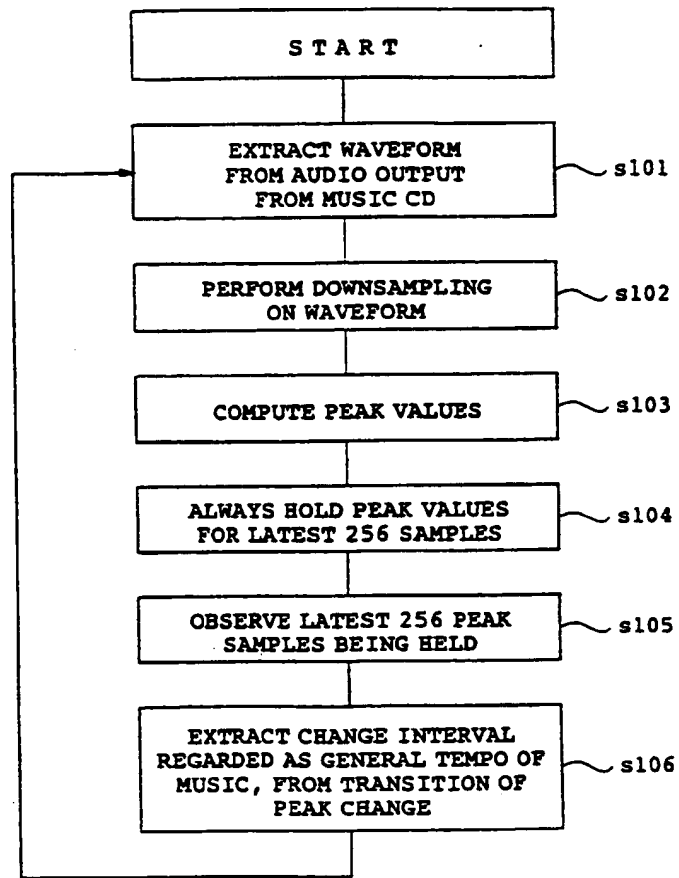 START
EXTRACT WAVEFORM
FROM AUDIO OUTPUT
FROM MUSIC CD
s101
PERFORM DOWNSAMPLING
ON WAVEFORM
s102
COMPUTE PEAK VALUES
s103
ALWAYS HOLD PEAK VALUES
FOR LATEST 256 SAMPLES
s104
OBSERVE LATEST 256 PEAK
SAMPLES BEING HELD
s105
EXTRACT CHANGE INTERVAL
REGARDED AS GENERAL TEMPO OF
MUSIC, FROM TRANSITION OF
PEAK CHANGE
s106